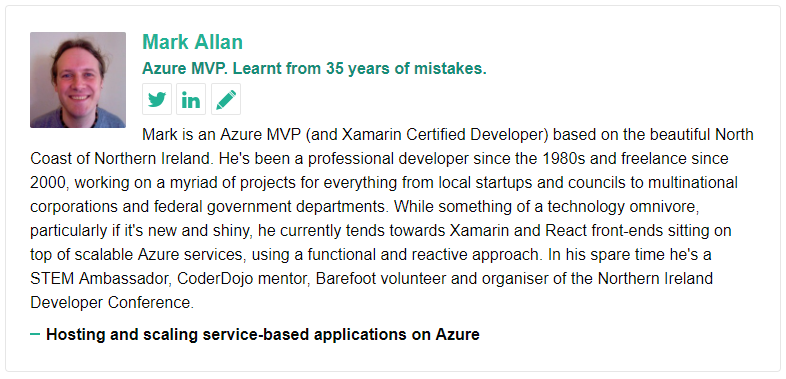 Mark Allan
Azure MVP. Learnt from 35 years of mistakes.
Mark is an Azure MVP (and Xamarin Certified Developer) based on the beautiful North
Coast of Northern Ireland. He's been a professional developer since the 1980s and freelance since
2000, working on a myriad of projects for everything from local startups and councils to multinational
corporations and federal government departments. While something of a technology omnivore,
particularly if it's new and shiny, he currently tends towards Xamarin and React front-ends sitting on
top of scalable Azure services, using a functional and reactive approach. In his spare time he's a
STEM Ambassador, CoderDojo mentor, Barefoot volunteer and organiser of the Northern Ireland
Developer Conference.
– Hosting and scaling service-based applications on Azure